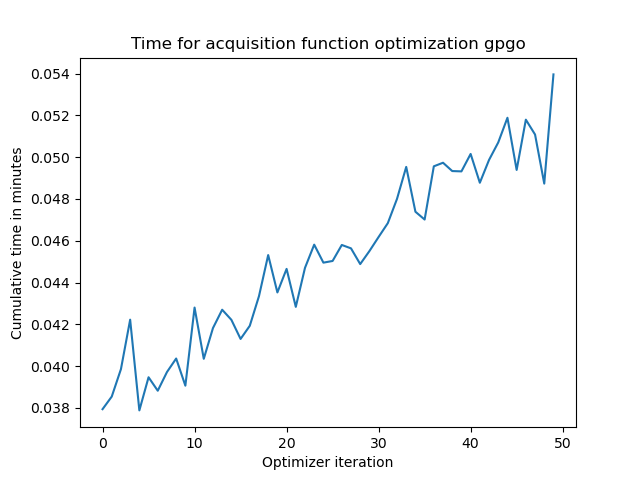 Time for acquisition function optimization gpgo
0.054
0.052
0.050
0.048
0.046
0.044
0.042
0.040
0.038
Cumulative time in minutes
0 10 20 30 40 50
Optimizer iteration